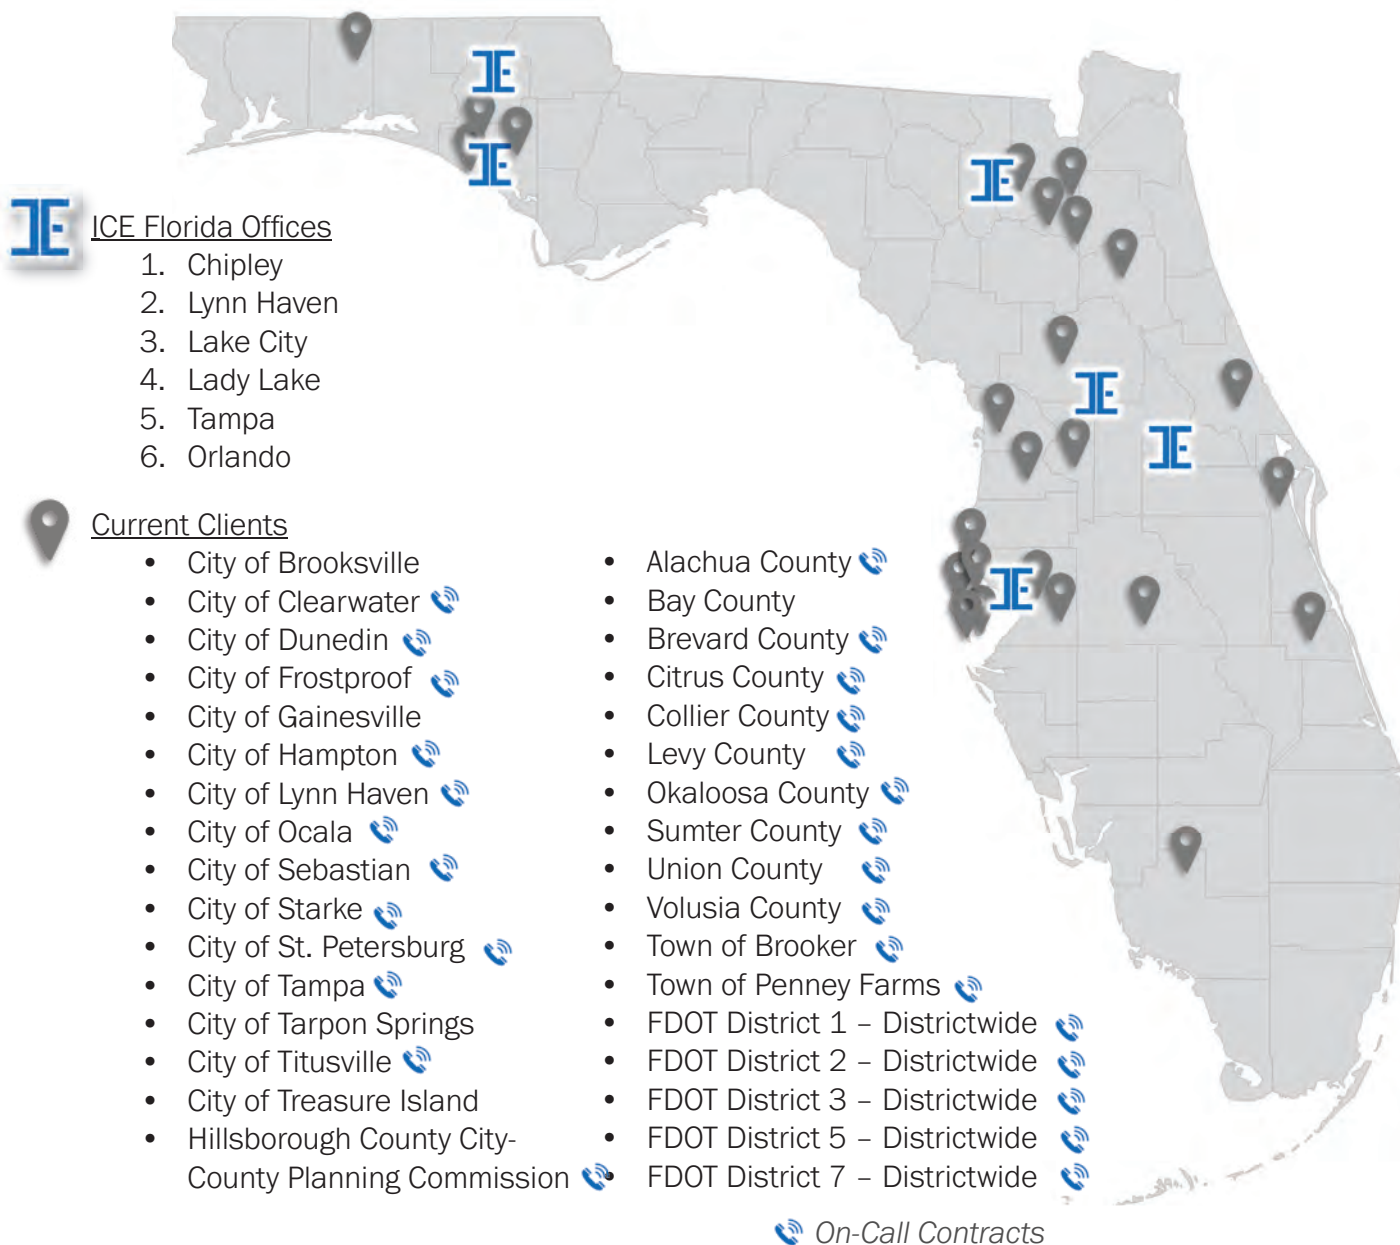 ICE Florida Offices
1. Chipley
2. Lynn Haven
3. Lake City
4. Lady Lake
5. Tampa
6. Orlando
Current Clients
• City of Brooksville
• City of Clearwater
• City of Dunedin
• City of Frostproof
• City of Gainesville
• City of Hampton
• City of Lynn Haven
• City of Ocala
• City of Sebastian
• City of Starke
• City of St. Petersburg
• City of Tampa
• City of Tarpon Springs
• City of Titusville
• City of Treasure Island
• Hillsborough County City-
County Planning Commission
• Alachua County
• Bay County
• Brevard County
• Citrus County
• Collier County
• Levy County
• Okaloosa County
• Sumter County
• Union County
• Volusia County
• Town of Brooker
• Town of Penney Farms
• FDOT District 1 – Districtwide
• FDOT District 2 – Districtwide
• FDOT District 3 – Districtwide
• FDOT District 5 – Districtwide
• FDOT District 7 – Districtwide
On-Call Contracts